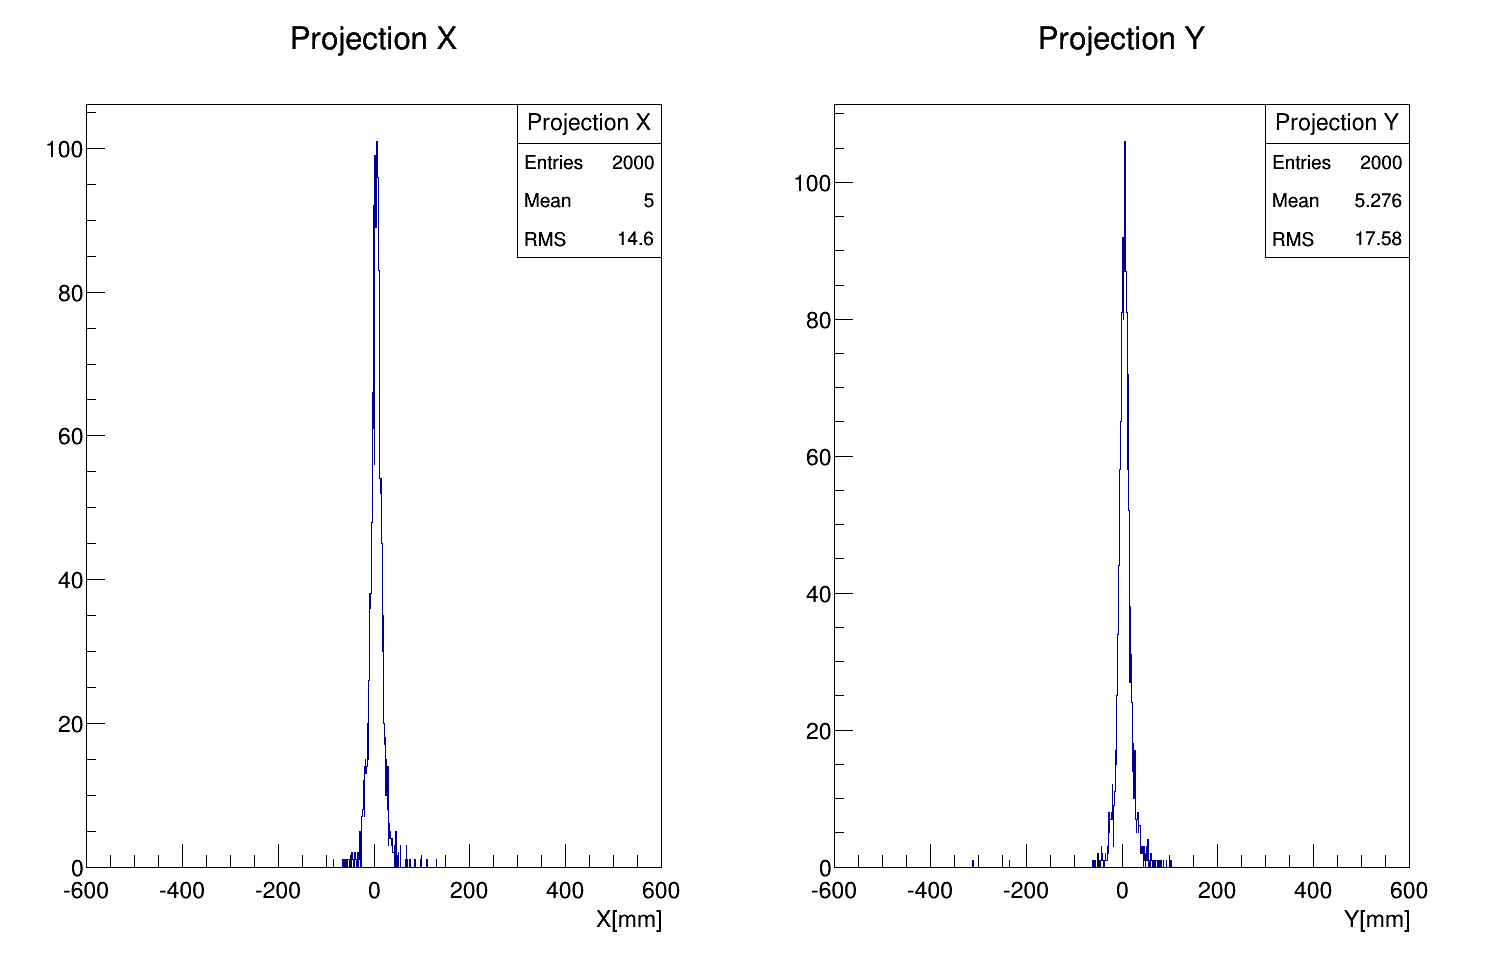 Projection X
Projection X
Entries 2000
Mean 5
RMS 14.6
100
80
60
40
20
0
-600 -400 -200 0 200 400 600
X[mm]
Projection Y
Projection Y
Entries 2000
Mean 5.276
RMS 17.58
100
80
60
40
20
0
-600 -400 -200 0 200 400 600
Y[mm]